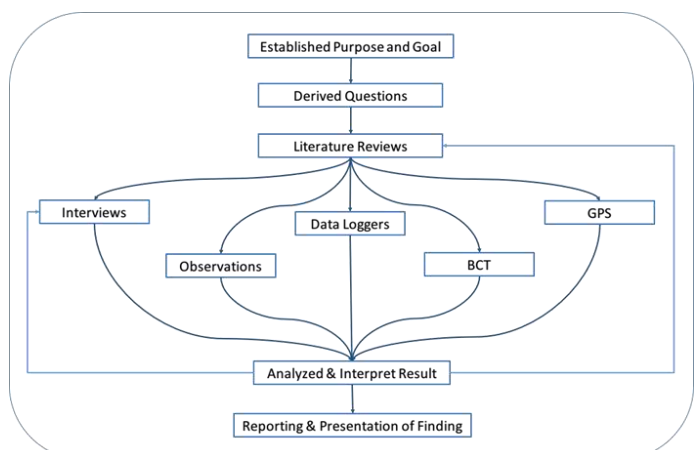 Established Purpose and Goal
Derived Questions
Literature Reviews
Interviews
Data Loggers
GPS
Observations
BCT
Analyzed & Interpret Result
Reporting & Presentation of Finding